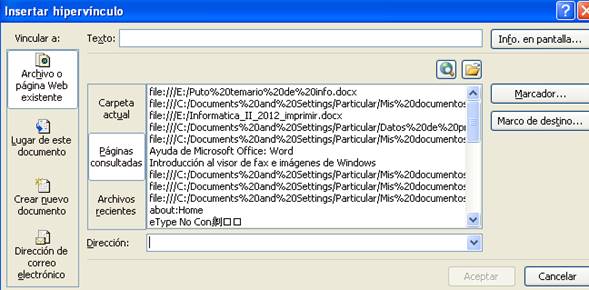 Insertar hipervínculo
Vincular a:
Archivo o
página Web
existente
Lugar de este
documento
Crear nuevo
documento
Dirección de
correo
electrónico
Texto:
Info. en pantalla...
Carpeta
actual
Páginas
consultadas
Archivos
recientes
file:///E:/Puto%20temario%20de%20info.docx
file:///C:/Documents%20and%20Settings/Particular/Mis%20documentos
file:///E:/Informatica_II_2012_imprimir.docx
file:///C:/Documents%20and%20Settings/Particular/Datos%20de%20p
file:///C:/Documents%20and%20Settings/Particular/Mis%20documentos
Ayuda de Microsoft Office: Word
Introducción al visor de fax e imágenes de Windows
file:///C:/Documents%20and%20Settings/Particular/Mis%20documentos
file:///C:/Documents%20and%20Settings/Particular/Mis%20documentos
file:///C:/Documents%20and%20Settings/Particular/Mis%20documentos
about:Home
eType No
Marcador...
Marco de destino...
Dirección:
Aceptar
Cancelar